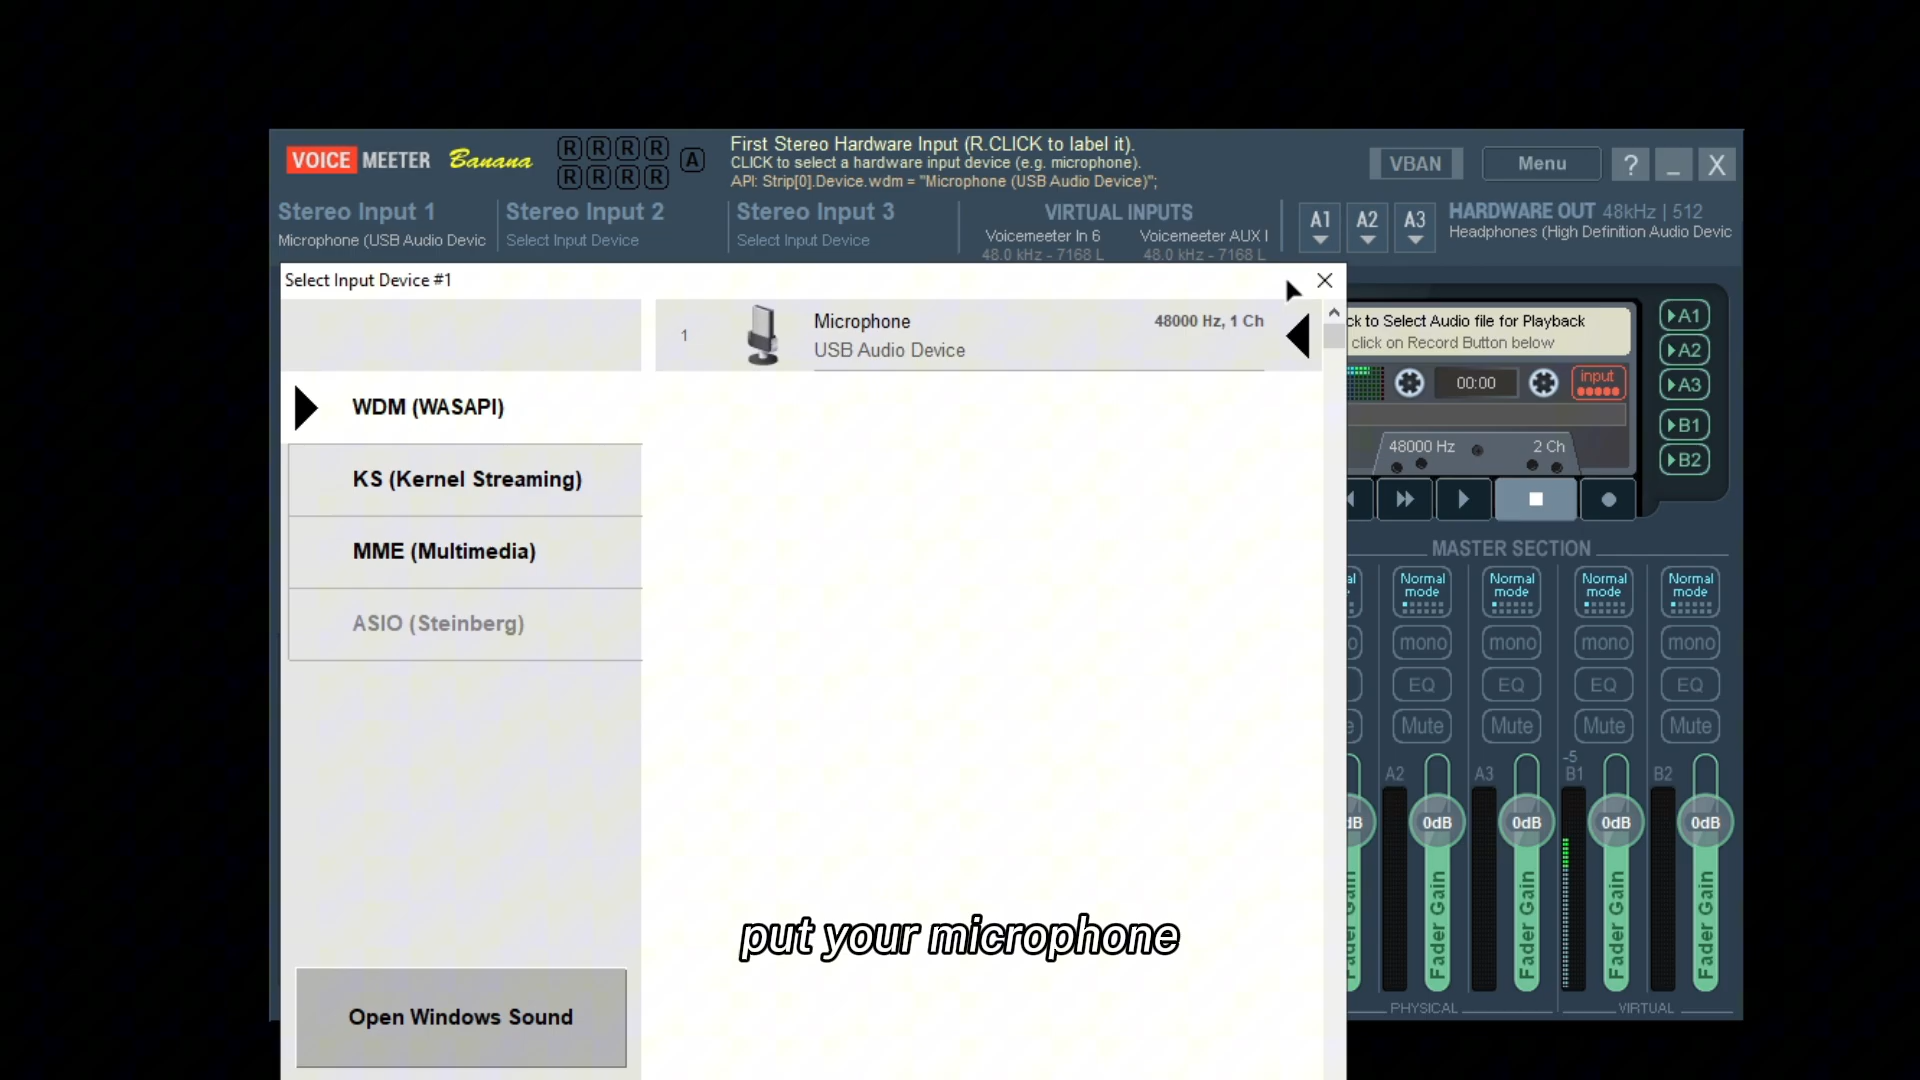 VOICE MEETER Banana
R R R R
R R R R
A
First Stereo Hardware Input (R.CLICK to label it).
CLICK to select a hardware input device (e.g. microphone).
API: Strip[0].Device.wdm = "Microphone (USB Audio Device)";
VBAN
Menu
?
_
X
Stereo Input 1
Microphone (USB Audio Devic
Stereo Input 2
Select Input Device
Stereo Input 3
Select Input Device
VIRTUAL INPUTS
Voicemeeter In 6
48.0 kHz - 7168 L
Voicemeeter AUX I
48.0 kHz - 7168 L
A1 A2 A3
HARDWARE OUT 48kHz | 512
Headphones (High Definition Audio Devic
Select Input Device #1
1
Microphone
USB Audio Device
48000 Hz, 1 Ch
WDM (WASAPI)
KS (Kernel Streaming)
MME (Multimedia)
ASIO (Steinberg)
Open Windows Sound
ck to Select Audio file for Playback
click on Record Button below
00:00
input
48000 Hz
2 Ch
A1
A2
A3
B1
B2
MASTER SECTION
al Normal mode Normal mode Normal mode Normal mode
o mono mono mono mono
EQ EQ EQ EQ
e Mute Mute Mute Mute
-5
A2 A3 B1 B2
dB 0dB 0dB 0dB 0dB
Fader Gain Fader Gain Fader Gain Fader Gain Fader Gain
PHYSICAL
VIRTUAL
put your microphone